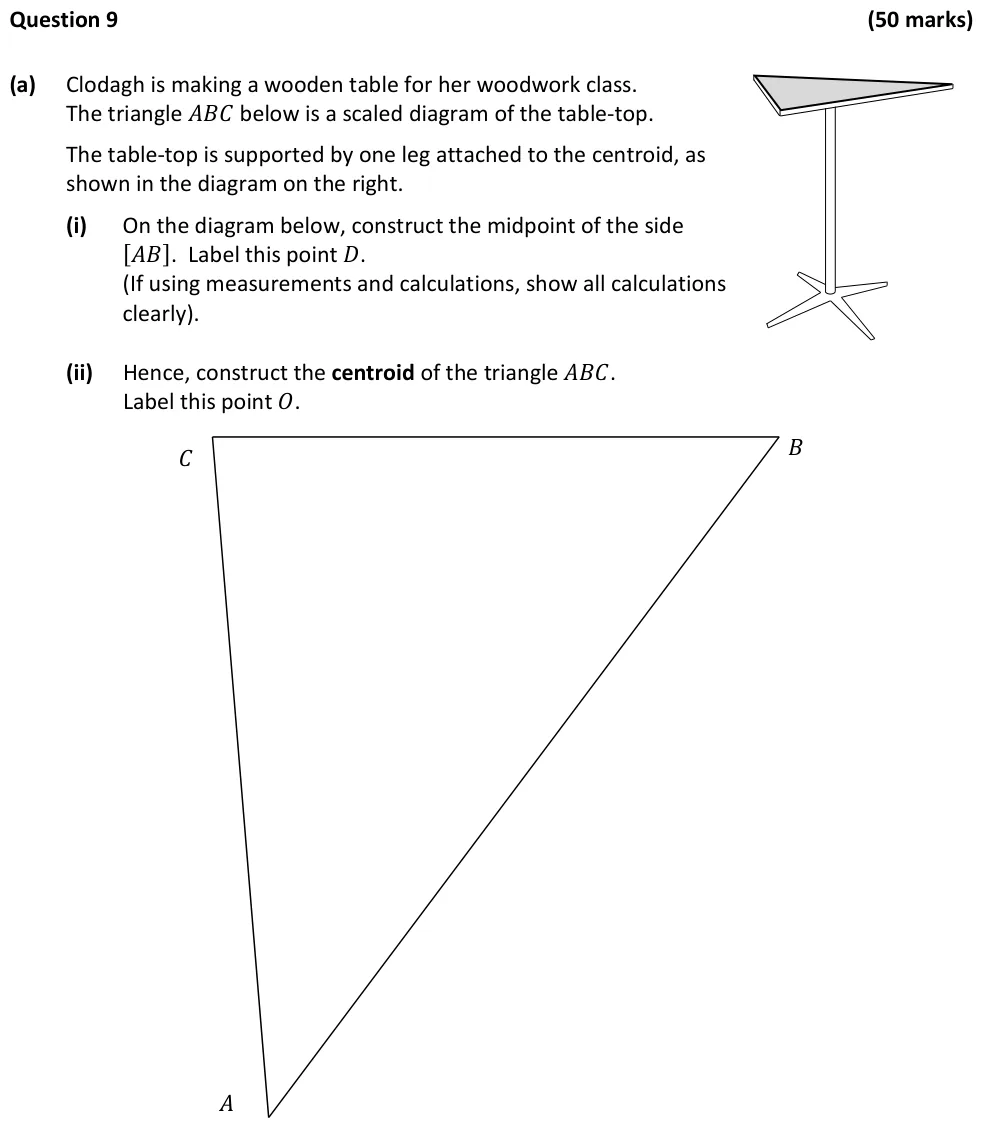 Question 9 (50 marks)
(a) Clodagh is making a wooden table for her woodwork class.
The triangle ABC below is a scaled diagram of the table-top.
The table-top is supported by one leg attached to the centroid, as
shown in the diagram on the right.
(i) On the diagram below, construct the midpoint of the side
[AB]. Label this point D.
(If using measurements and calculations, show all calculations
clearly).
(ii) Hence, construct the centroid of the triangle ABC.
Label this point O.
C
B
A